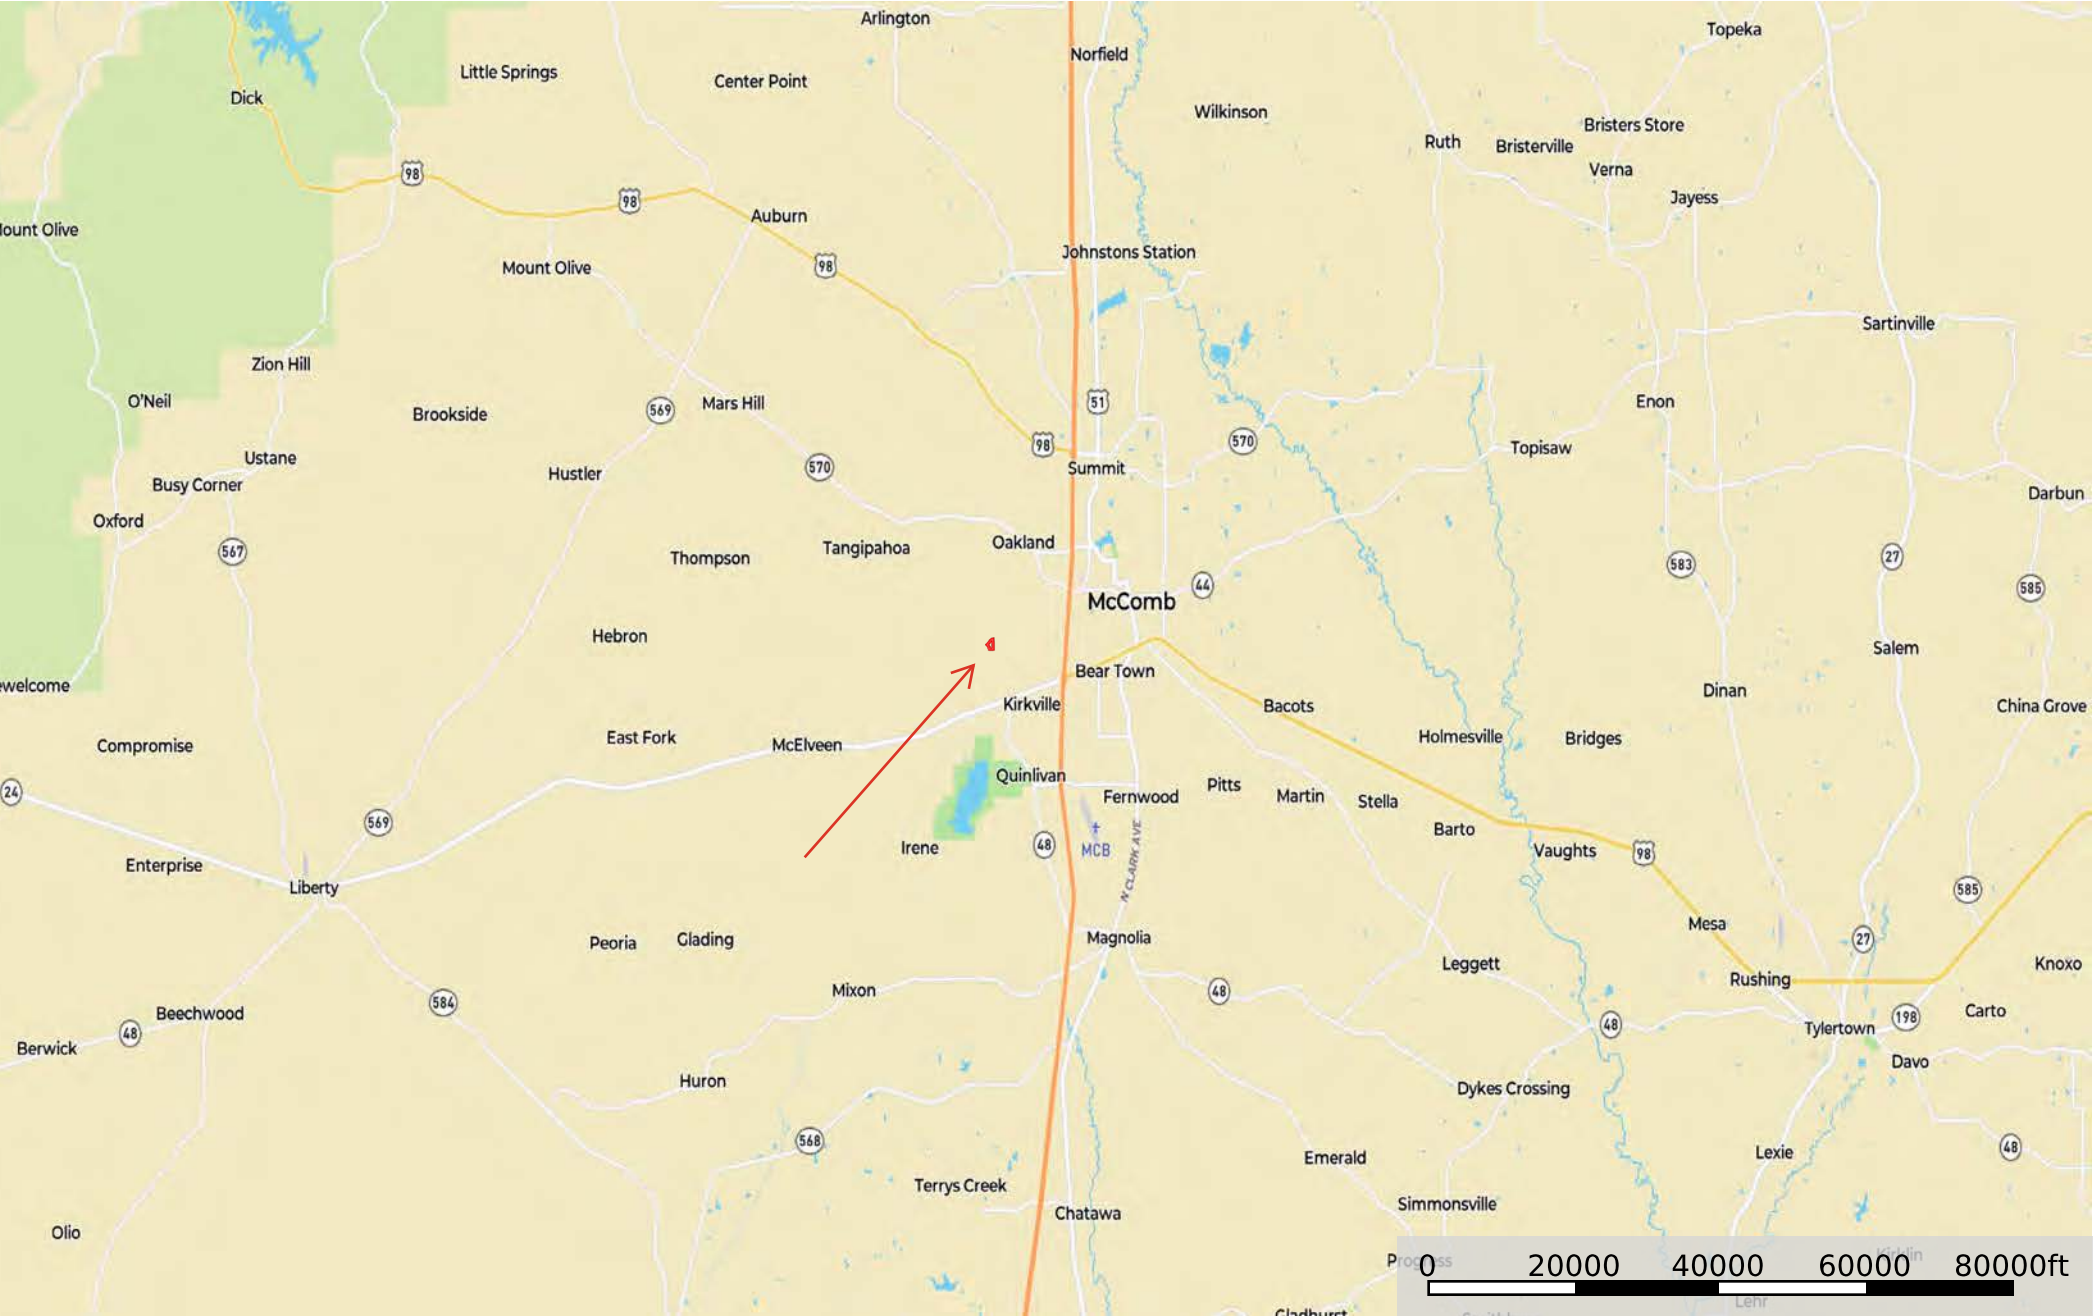 Arlington
Topeka
Norfield
Little Springs
Center Point
Dick
Wilkinson
Bristers Store
Ruth
Bristerville
Verna
98
98
Jayess
Auburn
ount Olive
Johnstons Station
Mount Olive
98
Sartinville
Zion Hill
O'Neil
Brookside
569
Mars Hill
51
Enon
98
570
Topisaw
Ustane
Hustler
570
Summit
Busy Corner
Darbun
Oxford
567
Thompson
Tangipahoa
Oakland
44
583
27
585
McComb
Hebron
Salem
Bear Town
ewelcome
Dinan
Kirkville
Bacots
China Grove
Compromise
East Fork
McElveen
Holmesville
Bridges
Quinlivan
24
Fernwood
Pitts
Martin
Stella
569
Barto
Irene
48
MCB
N CLARK AVE
Vaughts
98
Enterprise
Liberty
585
Mesa
Peoria
Glading
Magnolia
27
Leggett
Knoxo
Rushing
Mixon
48
584
Beechwood
48
Carto
198
48
Tylertown
Berwick
Davo
Huron
Dykes Crossing
568
Emerald
Lexie
48
Terrys Creek
Simmonsville
Chatawa
Olio
Progress
Kirklin
0 20000 40000 60000 80000ft
Lehr